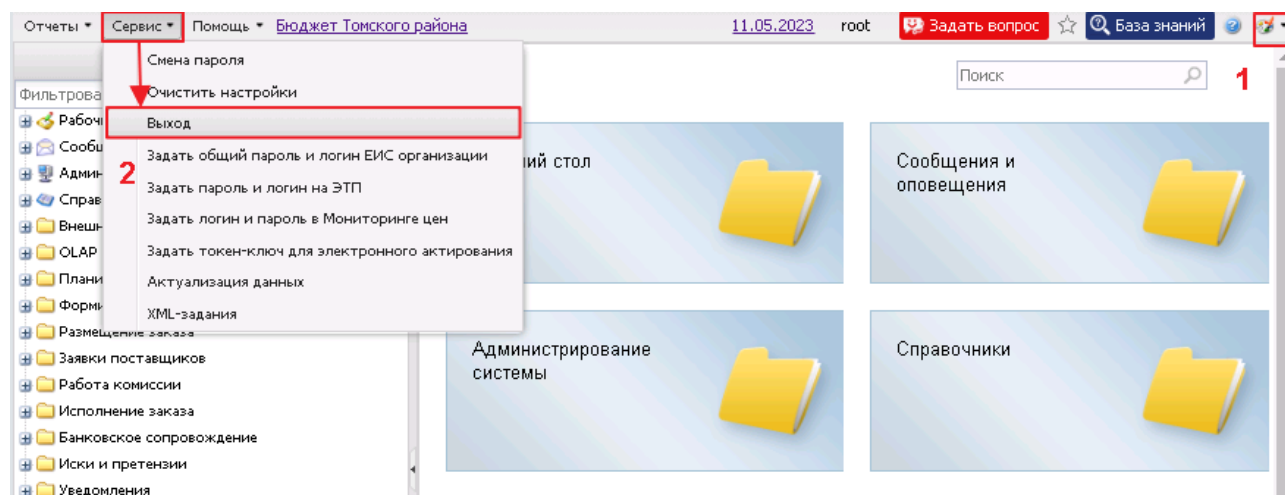 Отчеты Сервис Помощь Бюджет Томского района 11.05.2023 root Задать вопрос База знаний
Смена пароля
Очистить настройки
Выход
Задать общий пароль и логин ЕИС организации
Задать пароль и логин на ЭТП
Задать логин и пароль в Мониторинге цен
Задать токен-ключ для электронного актирования
Актуализация данных
XML-задания
2
Поиск
1
Фильтрова
Рабоч
Сообщ
Админ
Справ
Внешн
OLAP
Плани
Форми
Размещение заказа
Заявки поставщиков
Работа комиссии
Исполнение заказа
Банковское сопровождение
Иски и претензии
Уведомления
ий стол
Сообщения и
оповещения
Администрирование
системы
Справочники